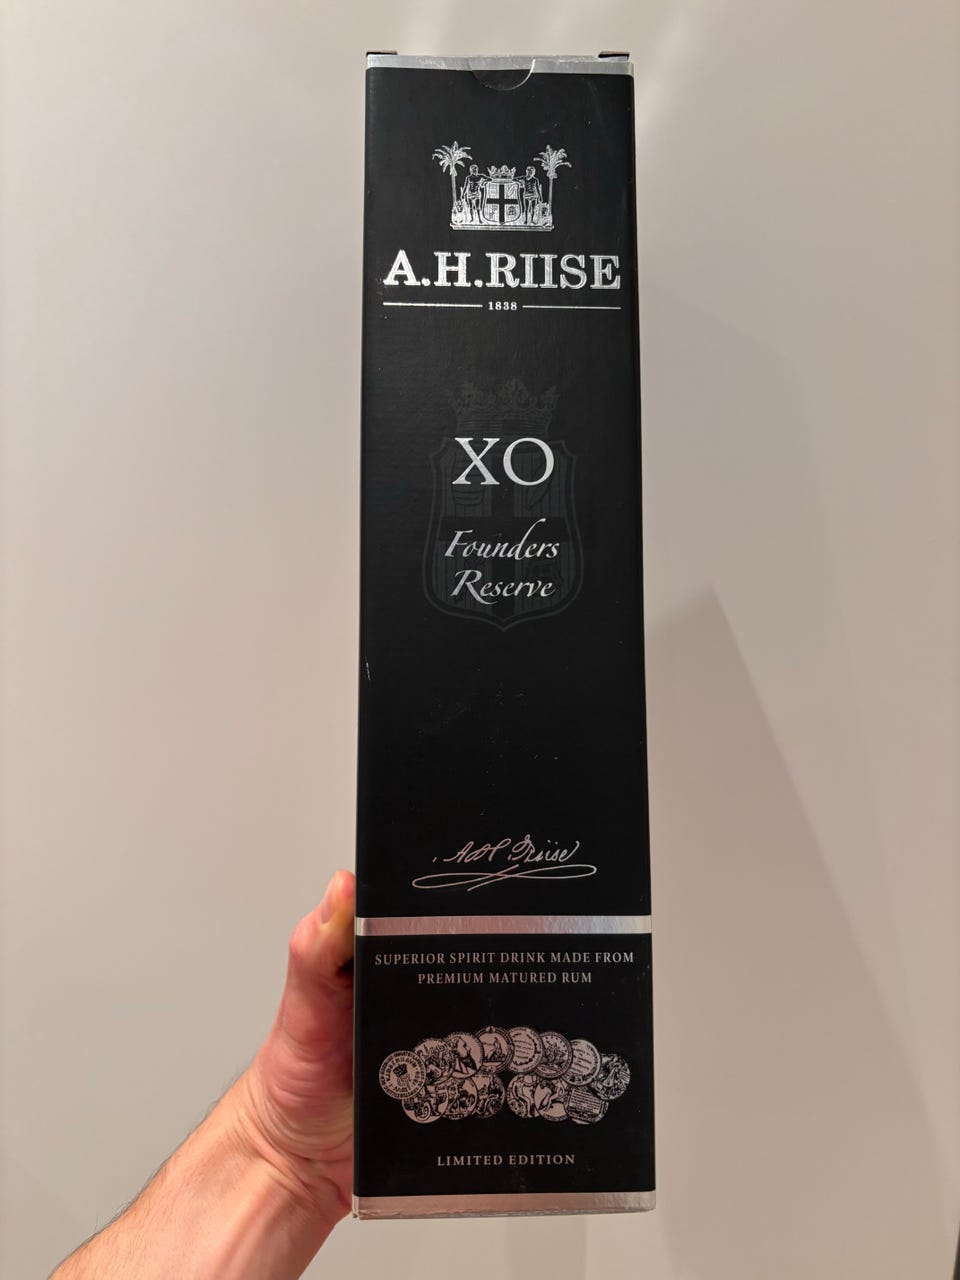 A.H.RIISE
1838
XO
Founders
Reserve
A.H. Riise
SUPERIOR SPIRIT DRINK MADE FROM
PREMIUM MATURED RUM
LIMITED EDITION